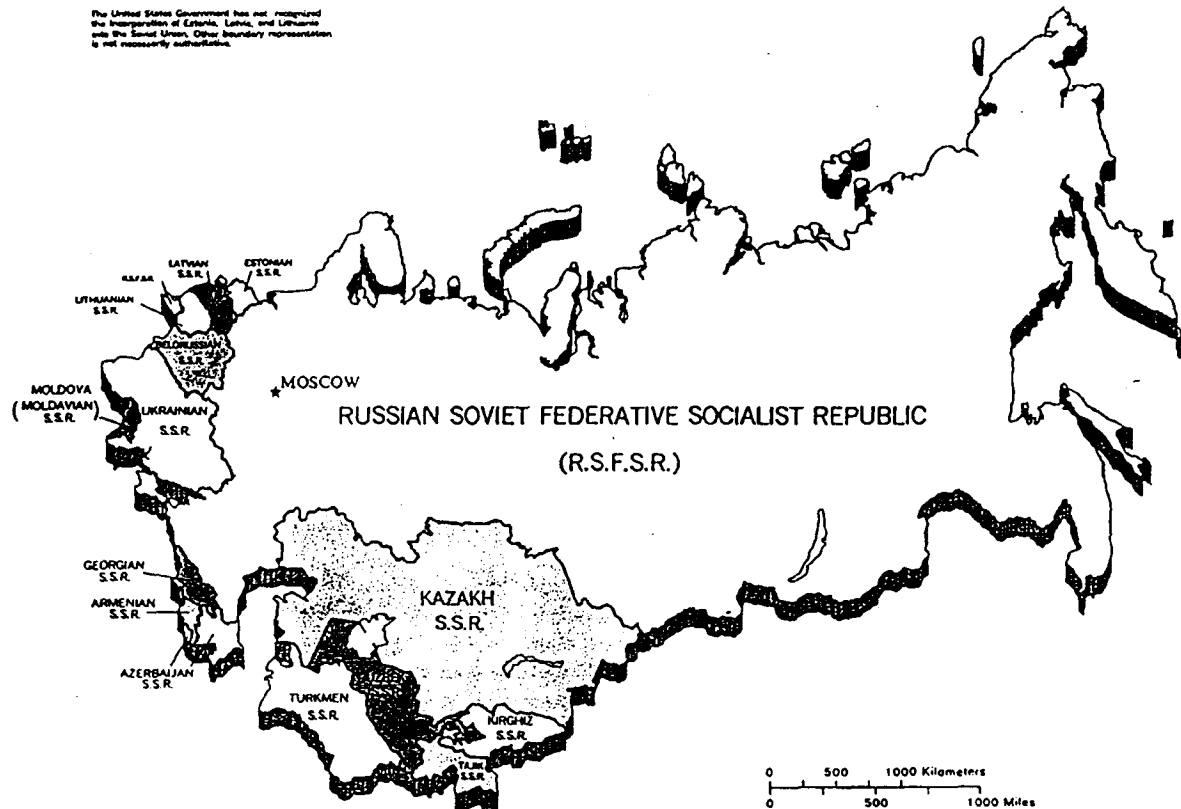 The United States Government has not recognized
the incorporation of Estonia, Latvia, and Lithuania
into the Soviet Union. Other boundary representation
is not necessarily authoritative.
LATVIAN
S.S.R.
ESTONIAN
S.S.R.
R.S.F.S.R.
LITHUANIAN
S.S.R.
BELORUSSIAN
S.S.R.
MOSCOW
MOLDOVA
(MOLDAVIAN)
S.S.R.
UKRAINIAN
S.S.R.
RUSSIAN SOVIET FEDERATIVE SOCIALIST REPUBLIC
(R.S.F.S.R.)
GEORGIAN
S.S.R.
ARMENIAN
S.S.R.
AZERBAIJAN
S.S.R.
KAZAKH
S.S.R.
TURKMEN
S.S.R.
KIRGHIZ
S.S.R.
TAJIK
S.S.R.
0 500 1000 Kilometers
0 500 1000 Miles